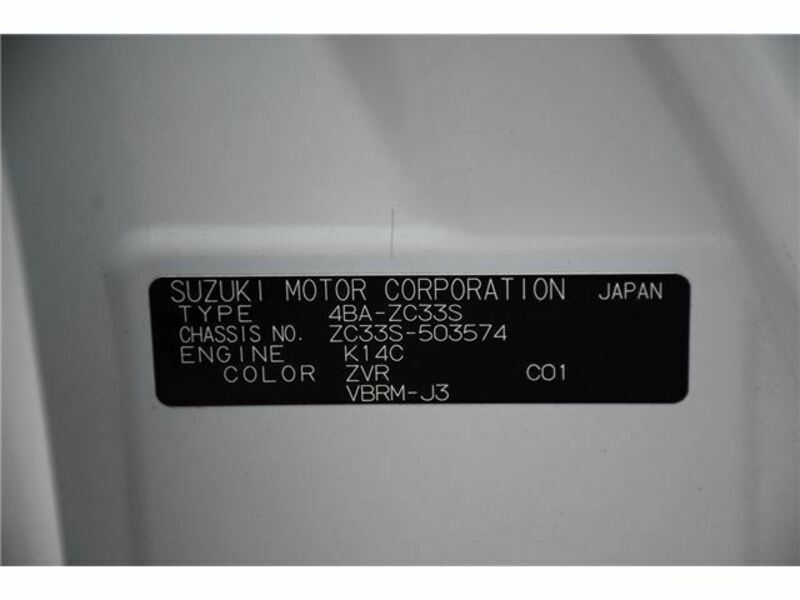 SUZUKI MOTOR CORPORATION JAPAN
TYPE 4BA-ZC33S
CHASSIS NO. ZC33S-503574
ENGINE K14C
COLOR ZVR C01
VBRM-J3